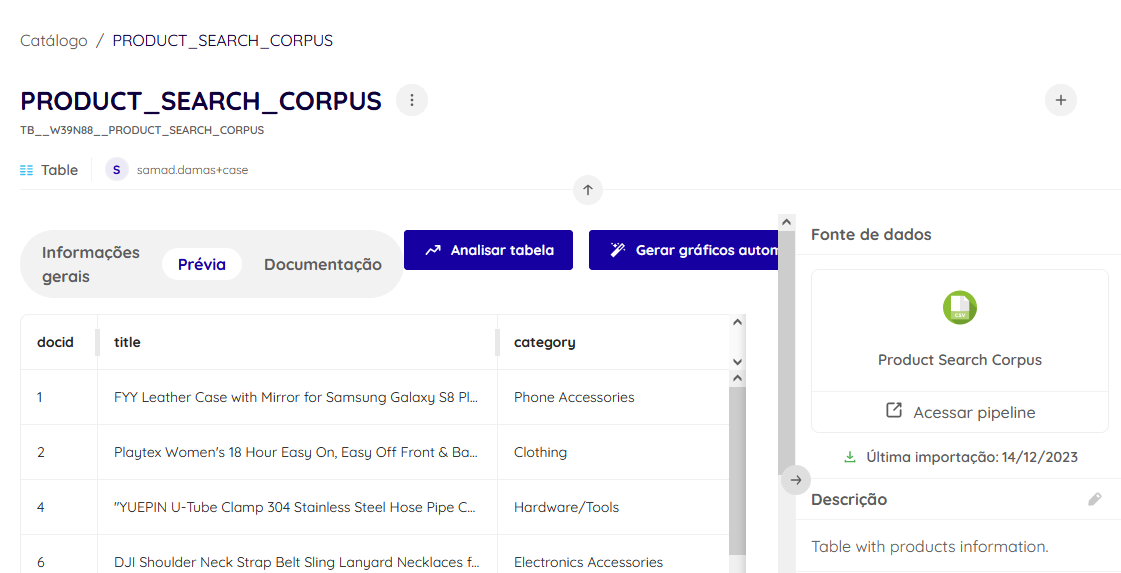 Catálogo / PRODUCT_SEARCH_CORPUS
PRODUCT_SEARCH_CORPUS
TB__W39N88__PRODUCT_SEARCH_CORPUS
Table S samad.damas+case
Informações gerais
Prévia
Documentação
Analisar tabela
Gerar gráficos autom
docid title category
1 FYY Leather Case with Mirror for Samsung Galaxy S8 Pl... Phone Accessories
2 Playtex Women's 18 Hour Easy On, Easy Off Front & Ba... Clothing
4 "YUEPIN U-Tube Clamp 304 Stainless Steel Hose Pipe C... Hardware/Tools
6 DJI Shoulder Neck Strap Belt Sling Lanyard Necklaces f... Electronics Accessories
Fonte de dados
CSV
Product Search Corpus
Acessar pipeline
Última importação: 14/12/2023
Descrição
Table with products information.